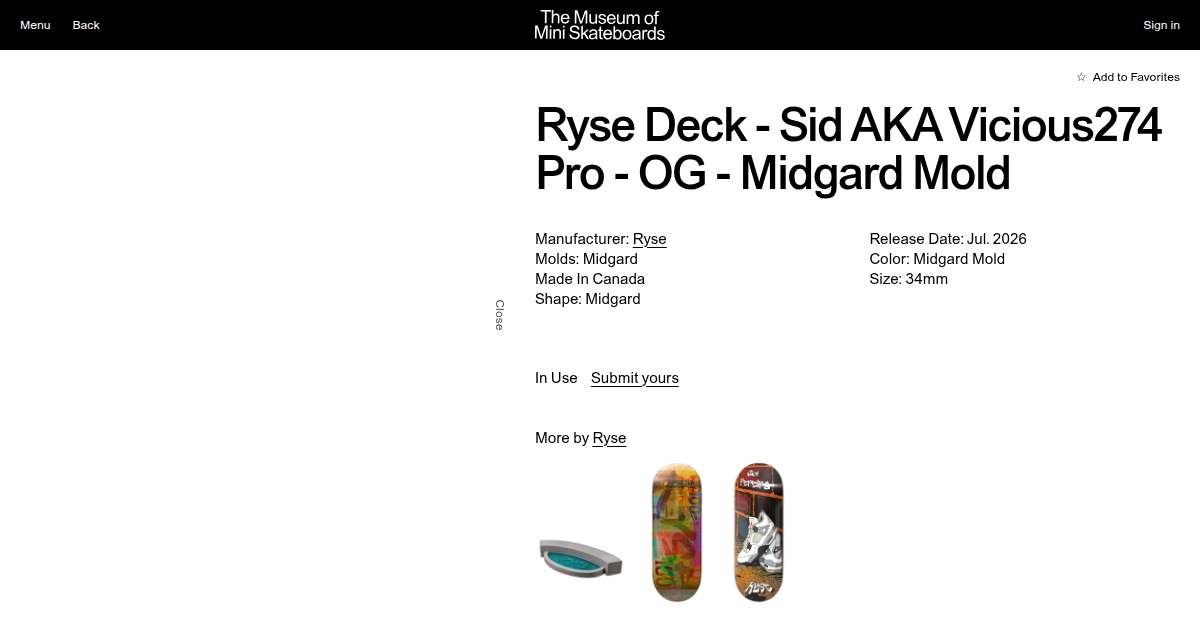 Menu
Back
The Museum of
Mini Skateboards
Sign in
☆ Add to Favorites
Ryse Deck - Sid AKA Vicious274
Pro - OG - Midgard Mold
Manufacturer: Ryse
Molds: Midgard
Made In Canada
Shape: Midgard
Release Date: Jul. 2026
Color: Midgard Mold
Size: 34mm
Close
In Use
Submit yours
More by Ryse